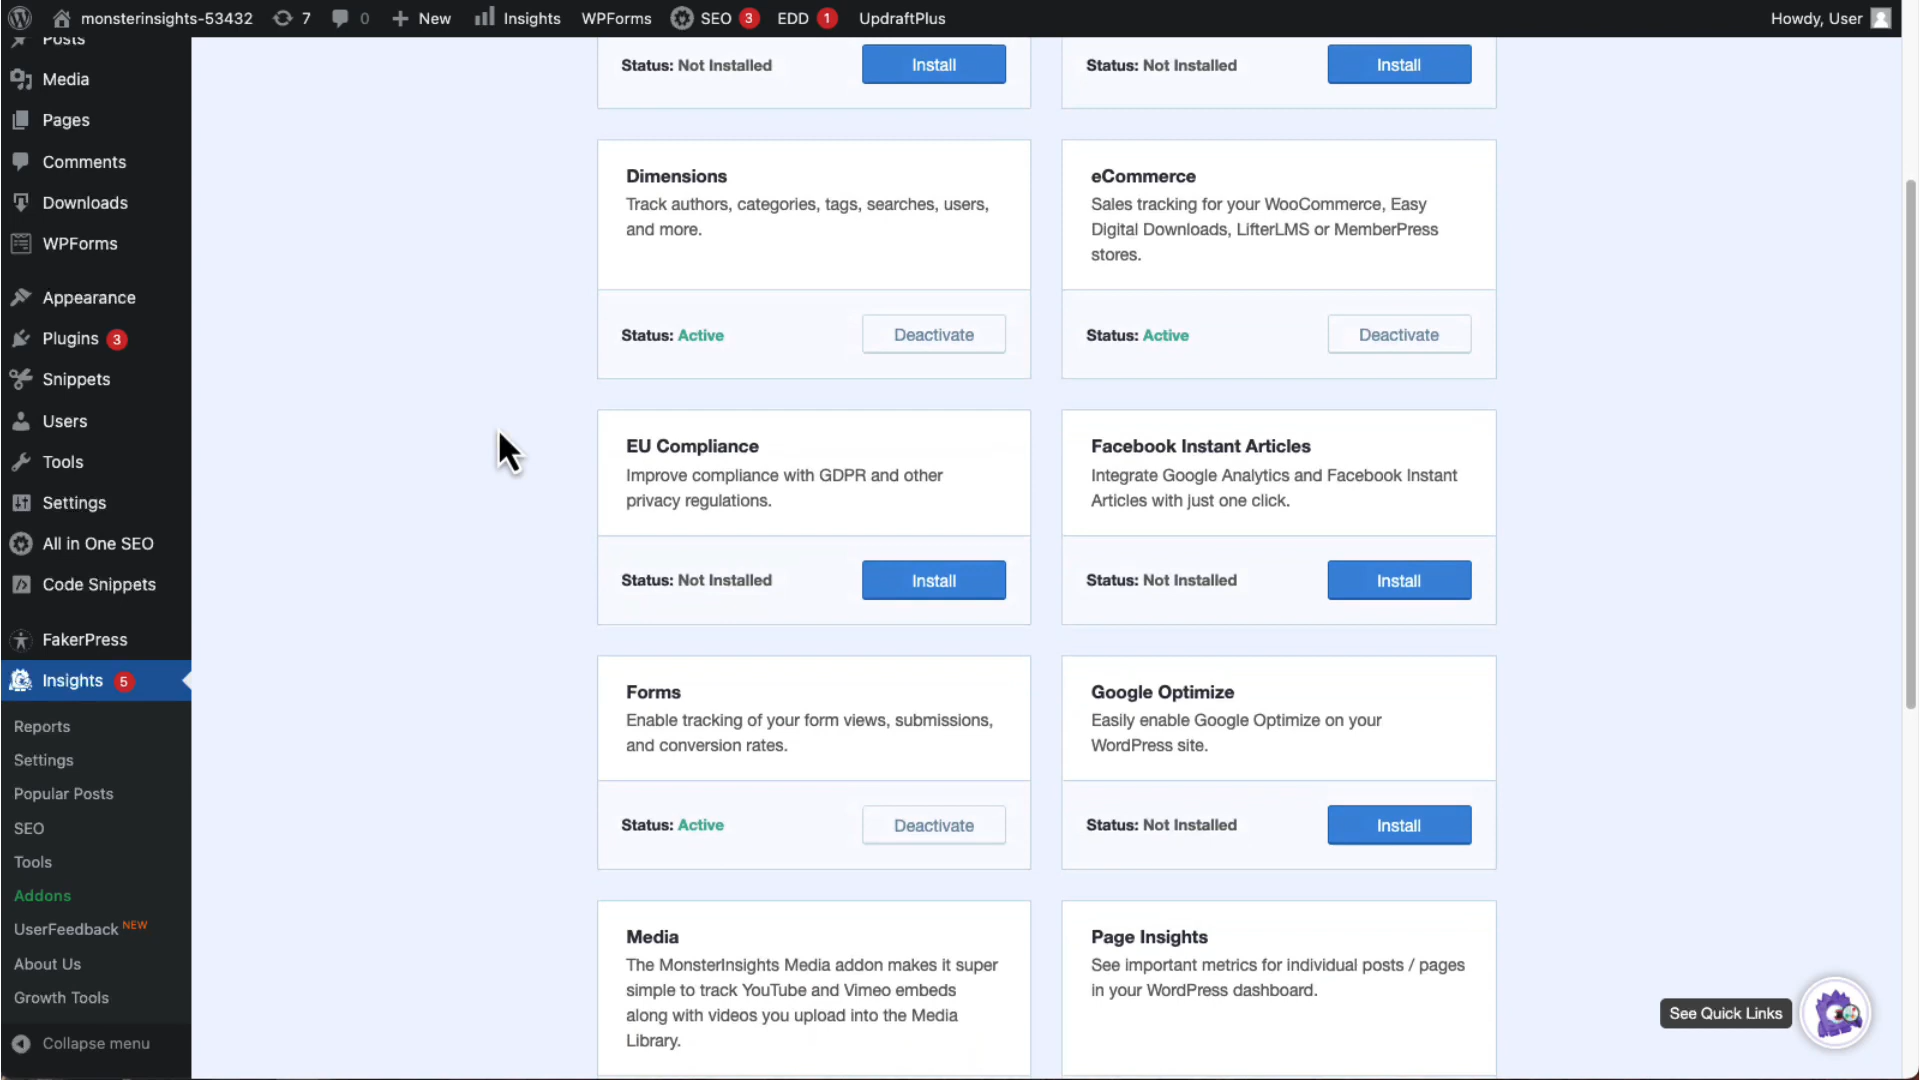 monsterinsights-53432 7 0 New Insights WPForms SEO 3 EDD 1 UpdraftPlus Howdy, User
Posts
Media
Pages
Comments
Downloads
WPForms
Appearance
Plugins 3
Snippets
Users
Tools
Settings
All in One SEO
Code Snippets
FakerPress
Insights 5
Reports
Settings
Popular Posts
SEO
Tools
Addons
UserFeedback NEW
About Us
Growth Tools
Collapse menu
Status: Not Installed Install
Status: Not Installed Install
Dimensions
Track authors, categories, tags, searches, users,
and more.
Status: Active Deactivate
eCommerce
Sales tracking for your WooCommerce, Easy
Digital Downloads, LifterLMS or MemberPress
stores.
Status: Active Deactivate
EU Compliance
Improve compliance with GDPR and other
privacy regulations.
Status: Not Installed Install
Facebook Instant Articles
Integrate Google Analytics and Facebook Instant
Articles with just one click.
Status: Not Installed Install
Forms
Enable tracking of your form views, submissions,
and conversion rates.
Status: Active Deactivate
Google Optimize
Easily enable Google Optimize on your
WordPress site.
Status: Not Installed Install
Media
The MonsterInsights Media addon makes it super
simple to track YouTube and Vimeo embeds
along with videos you upload into the Media
Library.
Page Insights
See important metrics for individual posts / pages
in your WordPress dashboard.
See Quick Links